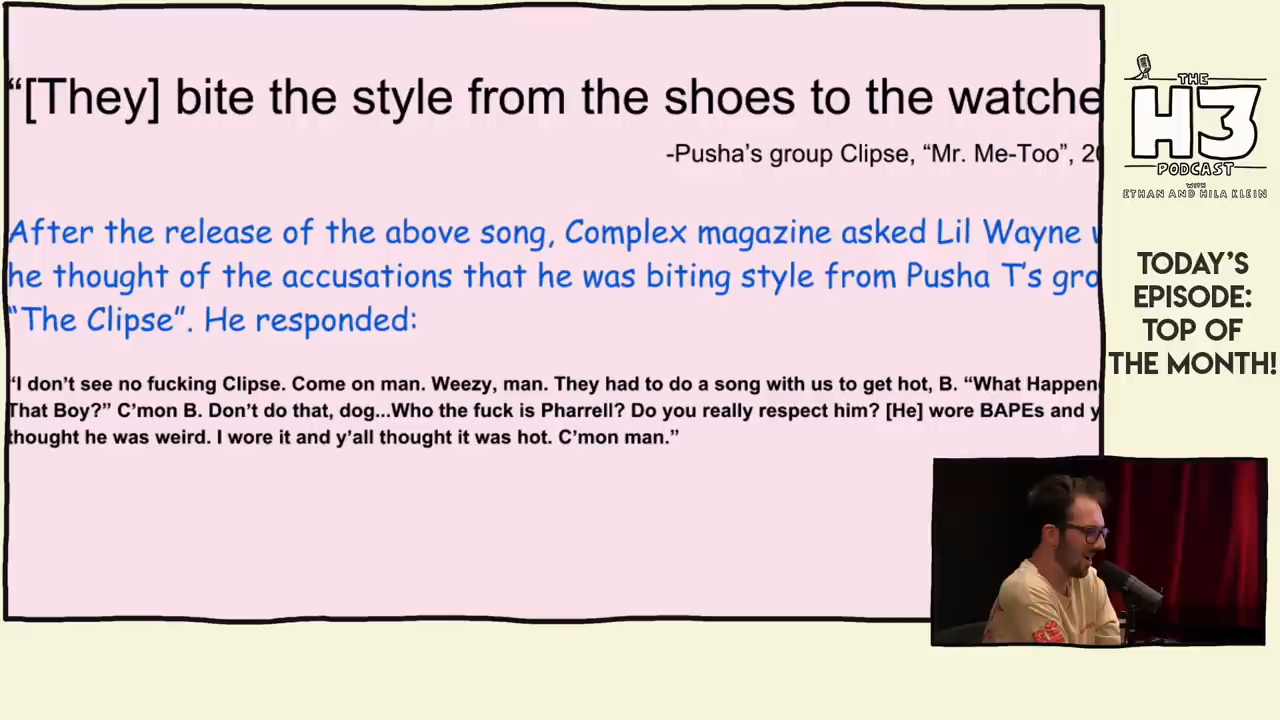 "[They] bite the style from the shoes to the watche
-Pusha's group Clipse, "Mr. Me-Too", 20
After the release of the above song, Complex magazine asked Lil Wayne
he thought of the accusations that he was biting style from Pusha T's gro
"The Clipse". He responded:
"I don't see no fucking Clipse. Come on man. Weezy, man. They had to do a song with us to get hot, B. "What Happen
That Boy?" C'mon B. Don't do that, dog...Who the fuck is Pharrell? Do you really respect him? [He] wore BAPEs and y
thought he was weird. I wore it and y'all thought it was hot. C'mon man."
THE
H3
PODCAST
WITH
ETHAN AND HILA KLEIN
TODAY'S
EPISODE:
TOP OF
THE MONTH!